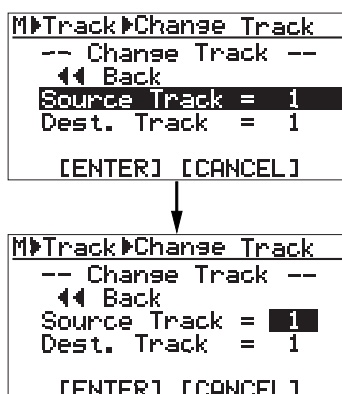 M▶Track▶Change Track
-- Change Track --
◀◀ Back
Source Track = 1
Dest. Track = 1
[ENTER] [CANCEL]
M▶Track▶Change Track
-- Change Track --
◀◀ Back
Source Track = 1
Dest. Track = 1
[ENTER] [CANCEL]